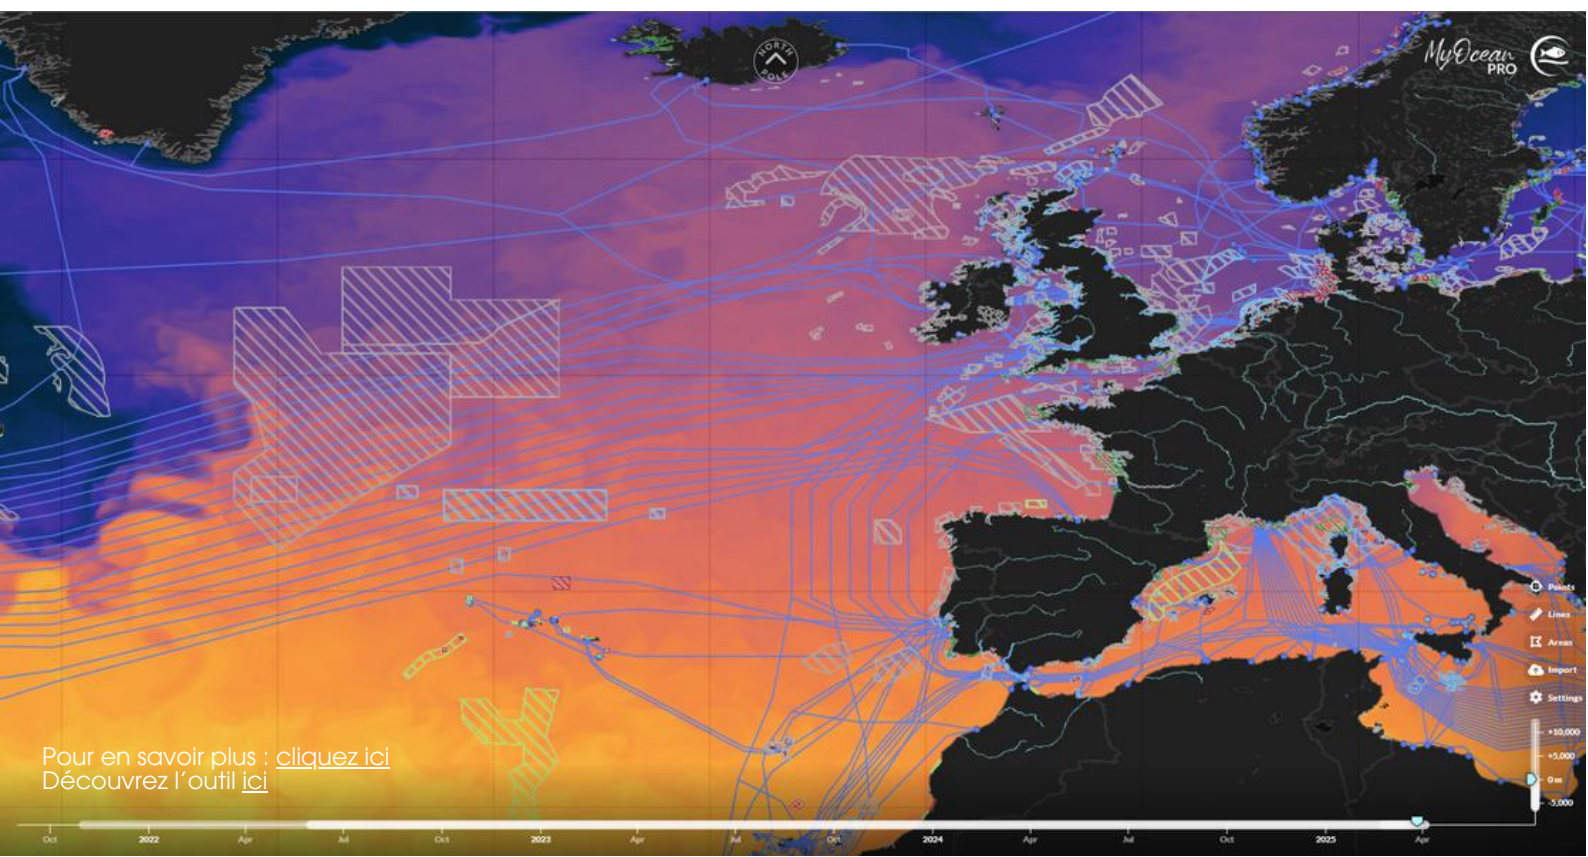 NORTH
POLE
MyOcean
PRO
Points
Lines
Areas
Import
Settings
+10,000
+5,000
0 m
-5,000
Pour en savoir plus : cliquez ici
Découvrez l'outil ici
Oct 2022 Apr Jul Oct 2023 Apr Jul Oct 2024 Apr Jul Oct 2025 Apr